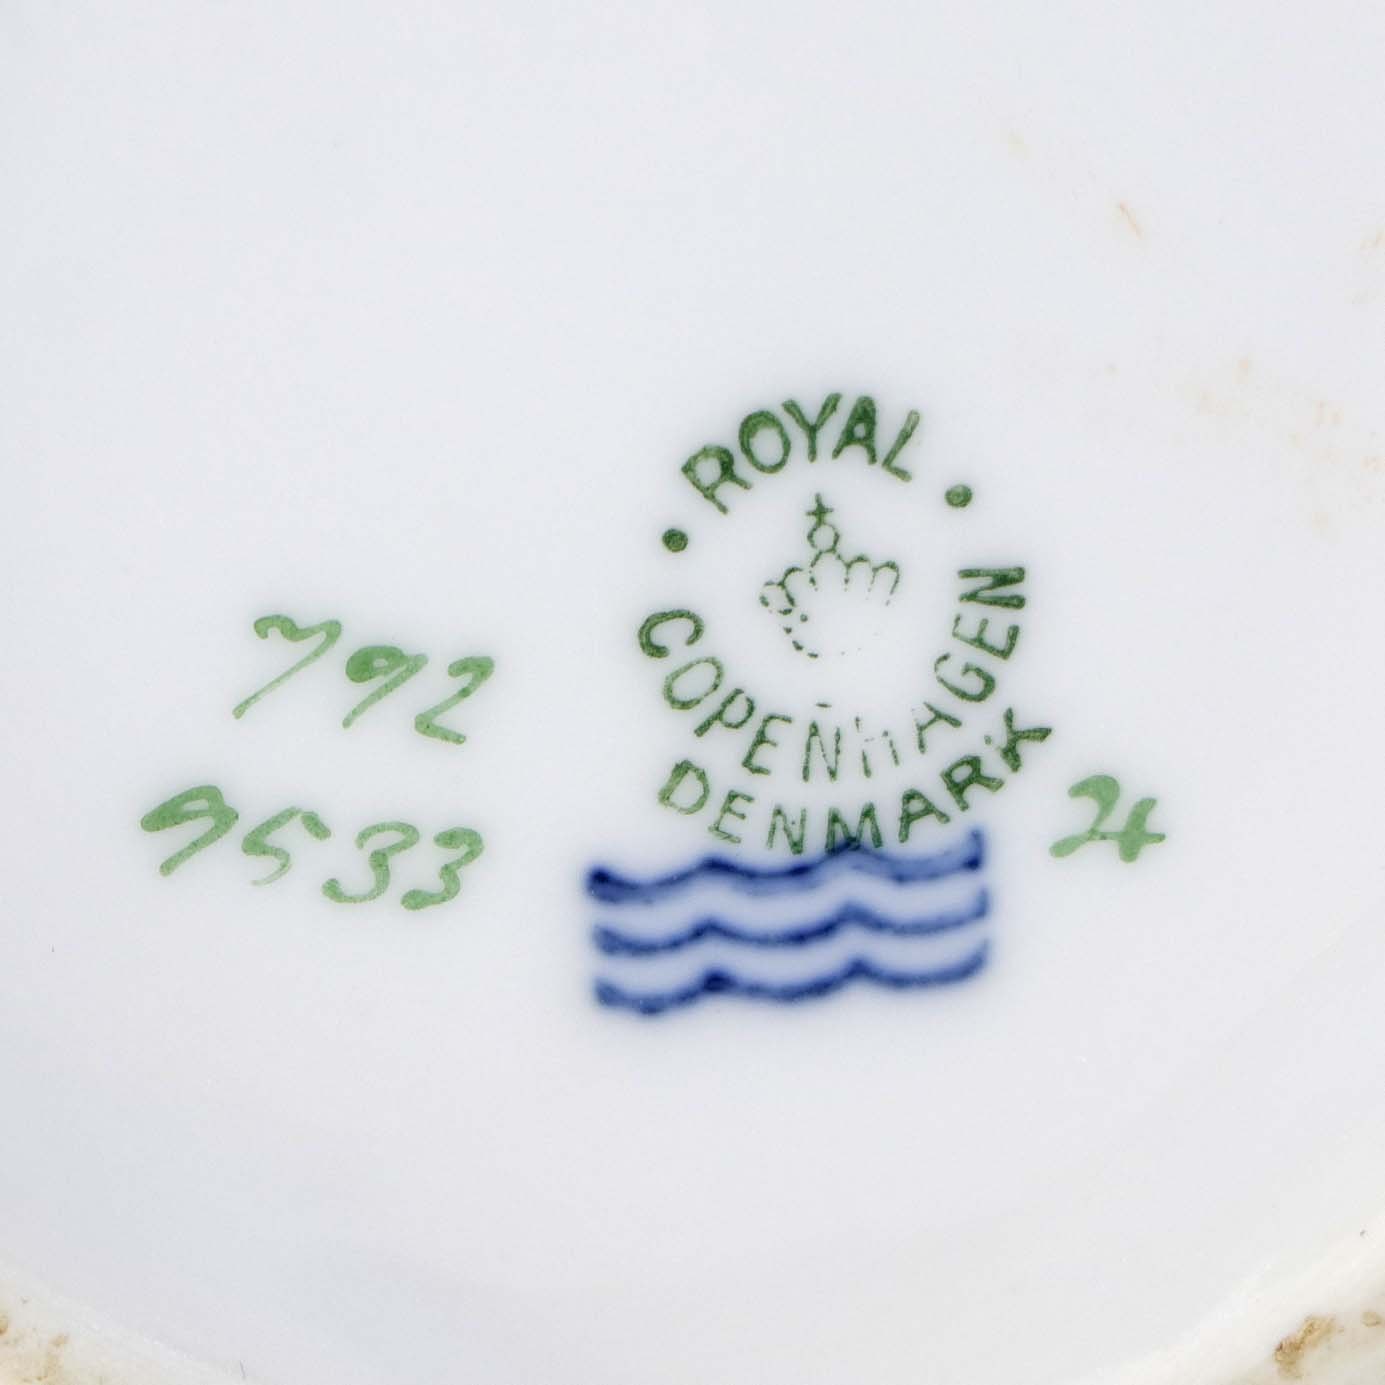 ROYAL
COPENHAGEN
DENMARK
792
9533
24